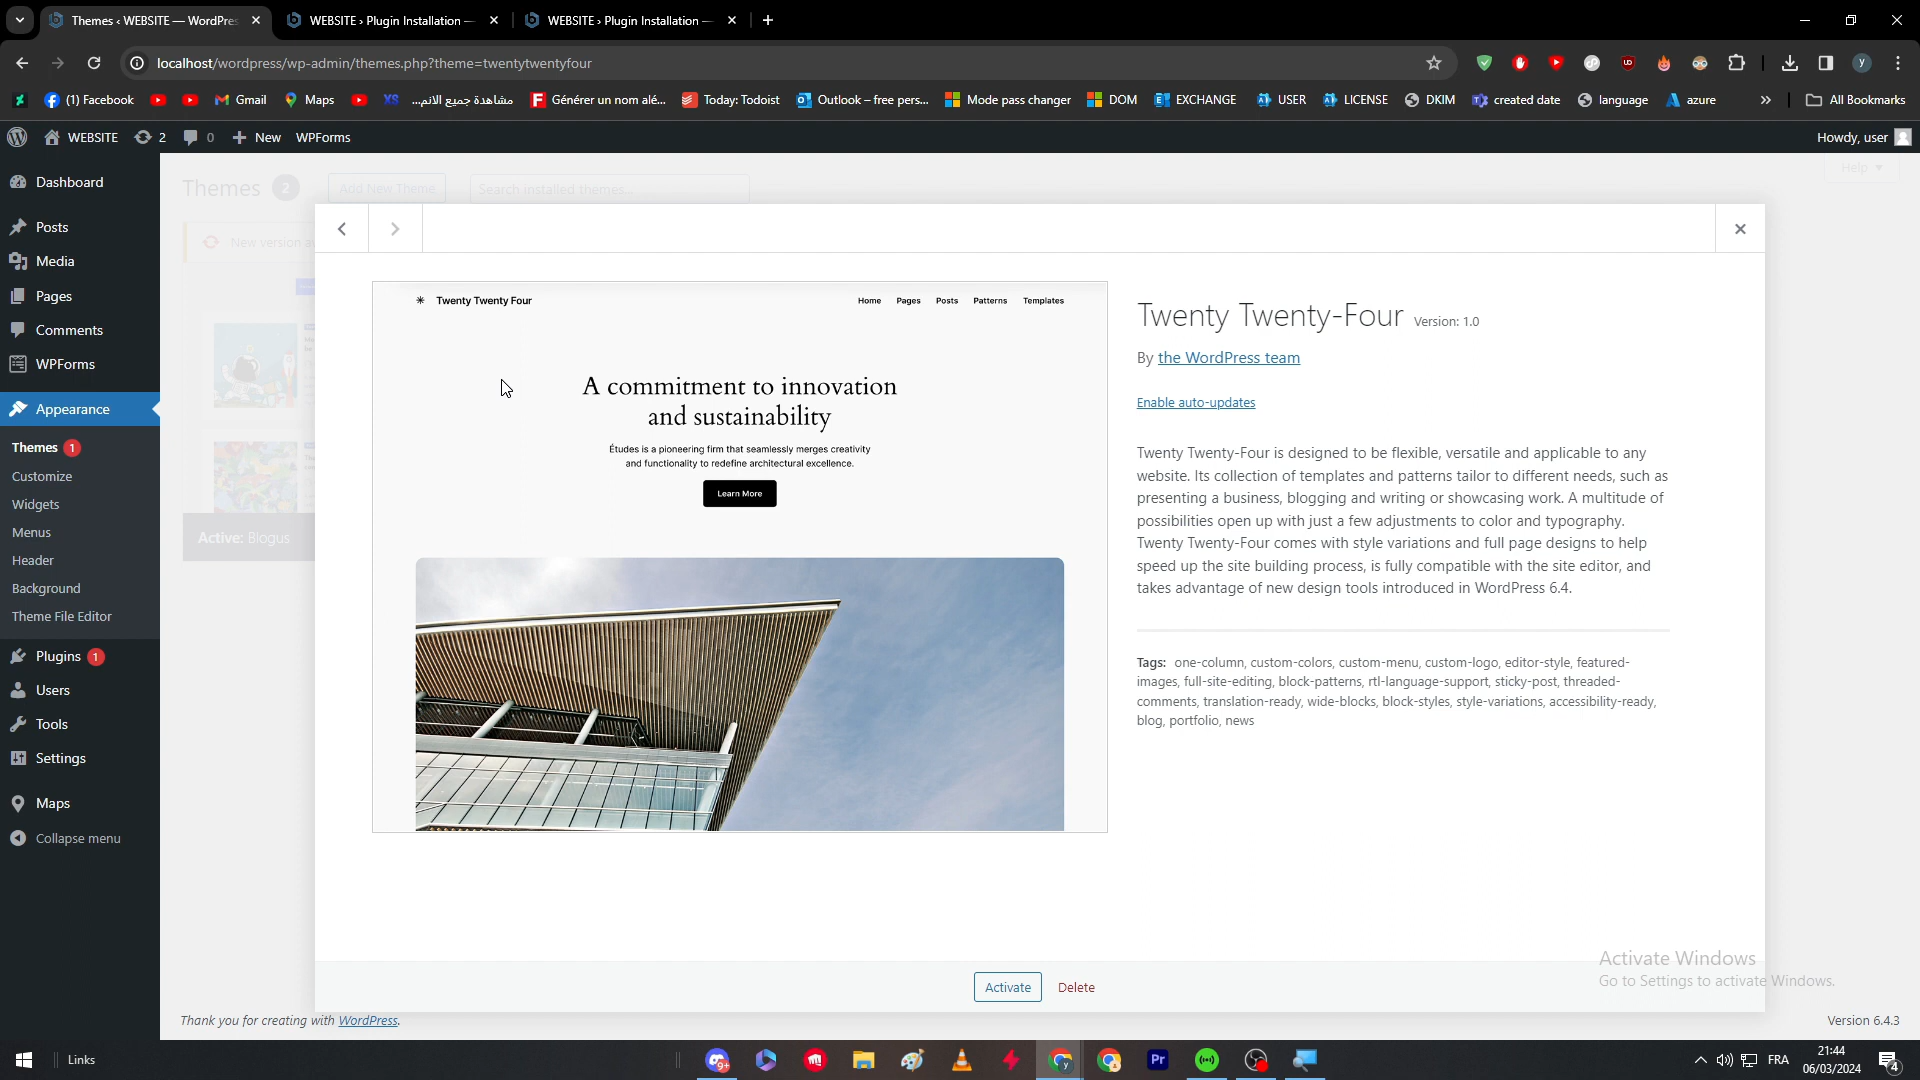 Themes ‹ WEBSITE — WordPres
WEBSITE › Plugin Installation —
WEBSITE › Plugin Installation —
localhost/wordpress/wp-admin/themes.php?theme=twentytwentyfour
y
(1) Facebook
Gmail
Maps
XS
مشاهدة جميع الانم...
Générer un nom alé...
Today: Todoist
Outlook – free pers...
Mode pass changer
DOM
EXCHANGE
USER
LICENSE
DKIM
created date
language
azure
»
All Bookmarks
WEBSITE
2
0
New
WPForms
Howdy, user
Dashboard
Posts
Media
Pages
Comments
WPForms
Appearance
Themes 1
Customize
Widgets
Menus
Header
Background
Theme File Editor
Plugins 1
Users
Tools
Settings
Maps
Collapse menu
Themes 2
Add New Theme
Search installed themes...
Help
New version av
Active: Blogus
Twenty Twenty Four
Home Pages Posts Patterns Templates
A commitment to innovation
and sustainability
Études is a pioneering firm that seamlessly merges creativity
and functionality to redefine architectural excellence.
Learn More
Twenty Twenty-Four Version: 1.0
By the WordPress team
Enable auto-updates
Twenty Twenty-Four is designed to be flexible, versatile and applicable to any
website. Its collection of templates and patterns tailor to different needs, such as
presenting a business, blogging and writing or showcasing work. A multitude of
possibilities open up with just a few adjustments to color and typography.
Twenty Twenty-Four comes with style variations and full page designs to help
speed up the site building process, is fully compatible with the site editor, and
takes advantage of new design tools introduced in WordPress 6.4.
Tags: one-column, custom-colors, custom-menu, custom-logo, editor-style, featured-
images, full-site-editing, block-patterns, rtl-language-support, sticky-post, threaded-
comments, translation-ready, wide-blocks, block-styles, style-variations, accessibility-ready,
blog, portfolio, news
Activate
Delete
Activate Windows
Go to Settings to activate Windows.
Thank you for creating with WordPress.
Version 6.4.3
Links
9+
Pr
FRA
21:44
06/03/2024
4